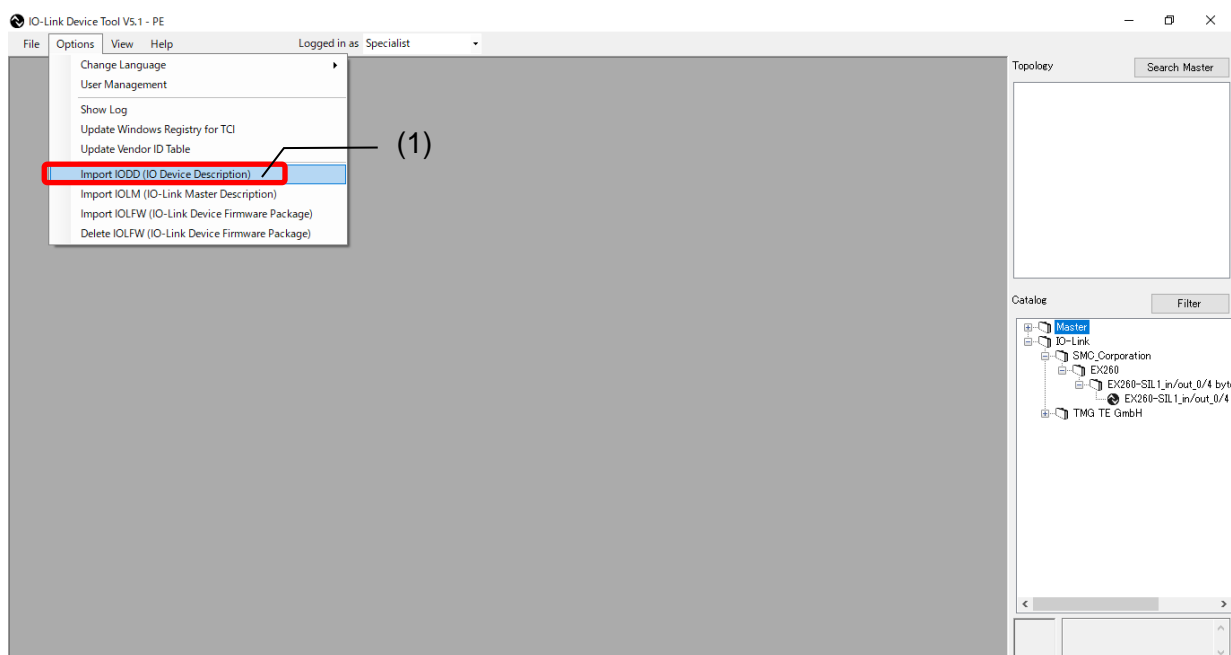 IO-Link Device Tool V5.1 - PE
File Options View Help Logged in as Specialist
Change Language
User Management
Show Log
Update Windows Registry for TCI
Update Vendor ID Table
Import IODD (IO Device Description)
Import IOLM (IO-Link Master Description)
Import IOLFW (IO-Link Device Firmware Package)
Delete IOLFW (IO-Link Device Firmware Package)
(1)
Topology Search Master
Catalog Filter
Master
IO-Link
SMC_Corporation
EX260
EX260-SIL1_in/out_0/4 byt
EX260-SIL1_in/out_0/4
TMG TE GmbH